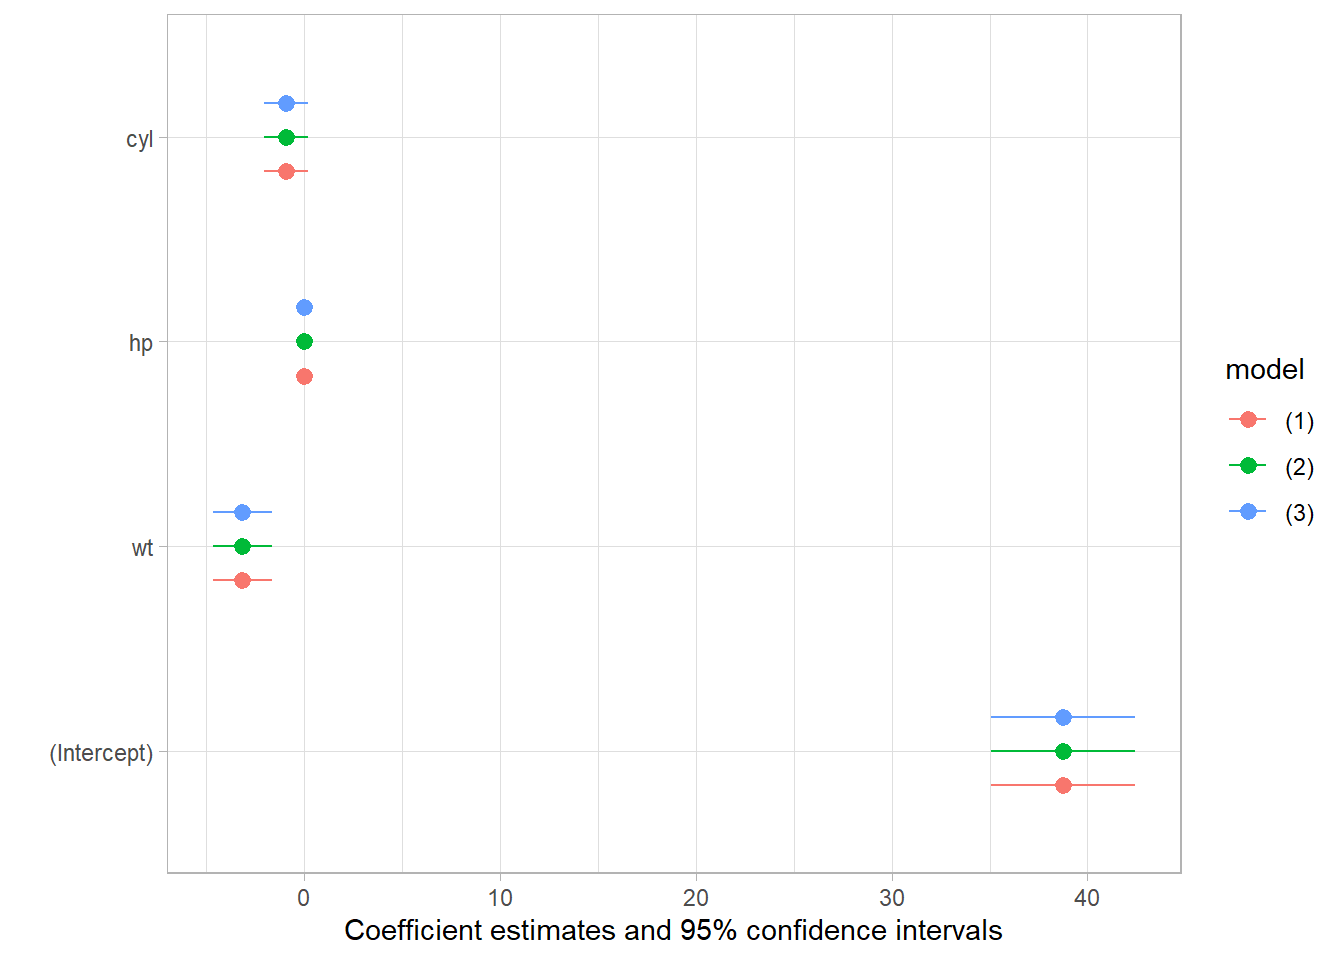 cyl
hp
wt
(Intercept)
0 10 20 30 40
Coefficient estimates and 95% confidence intervals
model
(1)
(2)
(3)